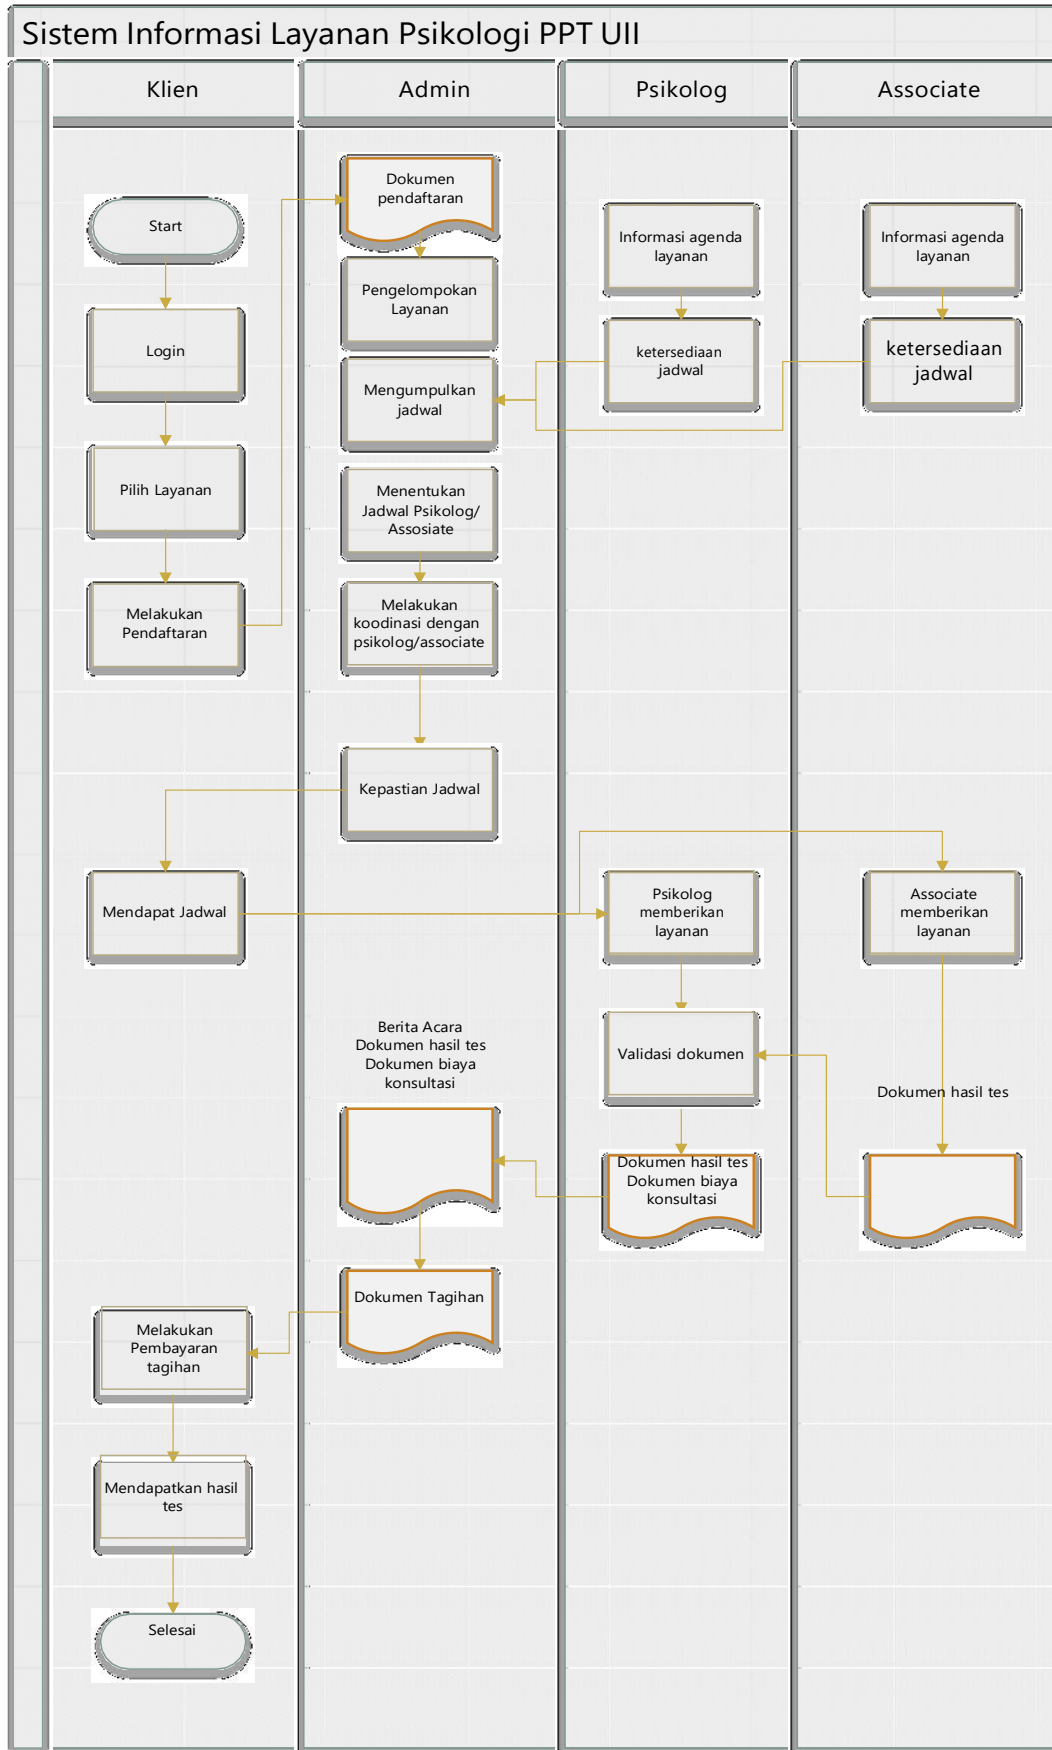 Sistem Informasi Layanan Psikologi PPT UII
Klien
Admin
Psikolog
Associate
Start
Login
Pilih Layanan
Melakukan
Pendaftaran
Dokumen
pendaftaran
Pengelompokan
Layanan
Mengumpulkan
jadwal
Menentukan
Jadwal Psikolog/
Assosiate
Melakukan
koodinasi dengan
psikolog/associate
Kepastian Jadwal
Informasi agenda
layanan
ketersediaan
jadwal
Informasi agenda
layanan
ketersediaan
jadwal
Mendapat Jadwal
Psikolog
memberikan
layanan
Associate
memberikan
layanan
Validasi dokumen
Dokumen hasil tes
Berita Acara
Dokumen hasil tes
Dokumen biaya
konsultasi
Dokumen hasil tes
Dokumen biaya
konsultasi
Dokumen Tagihan
Melakukan
Pembayaran
tagihan
Mendapatkan hasil
tes
Selesai